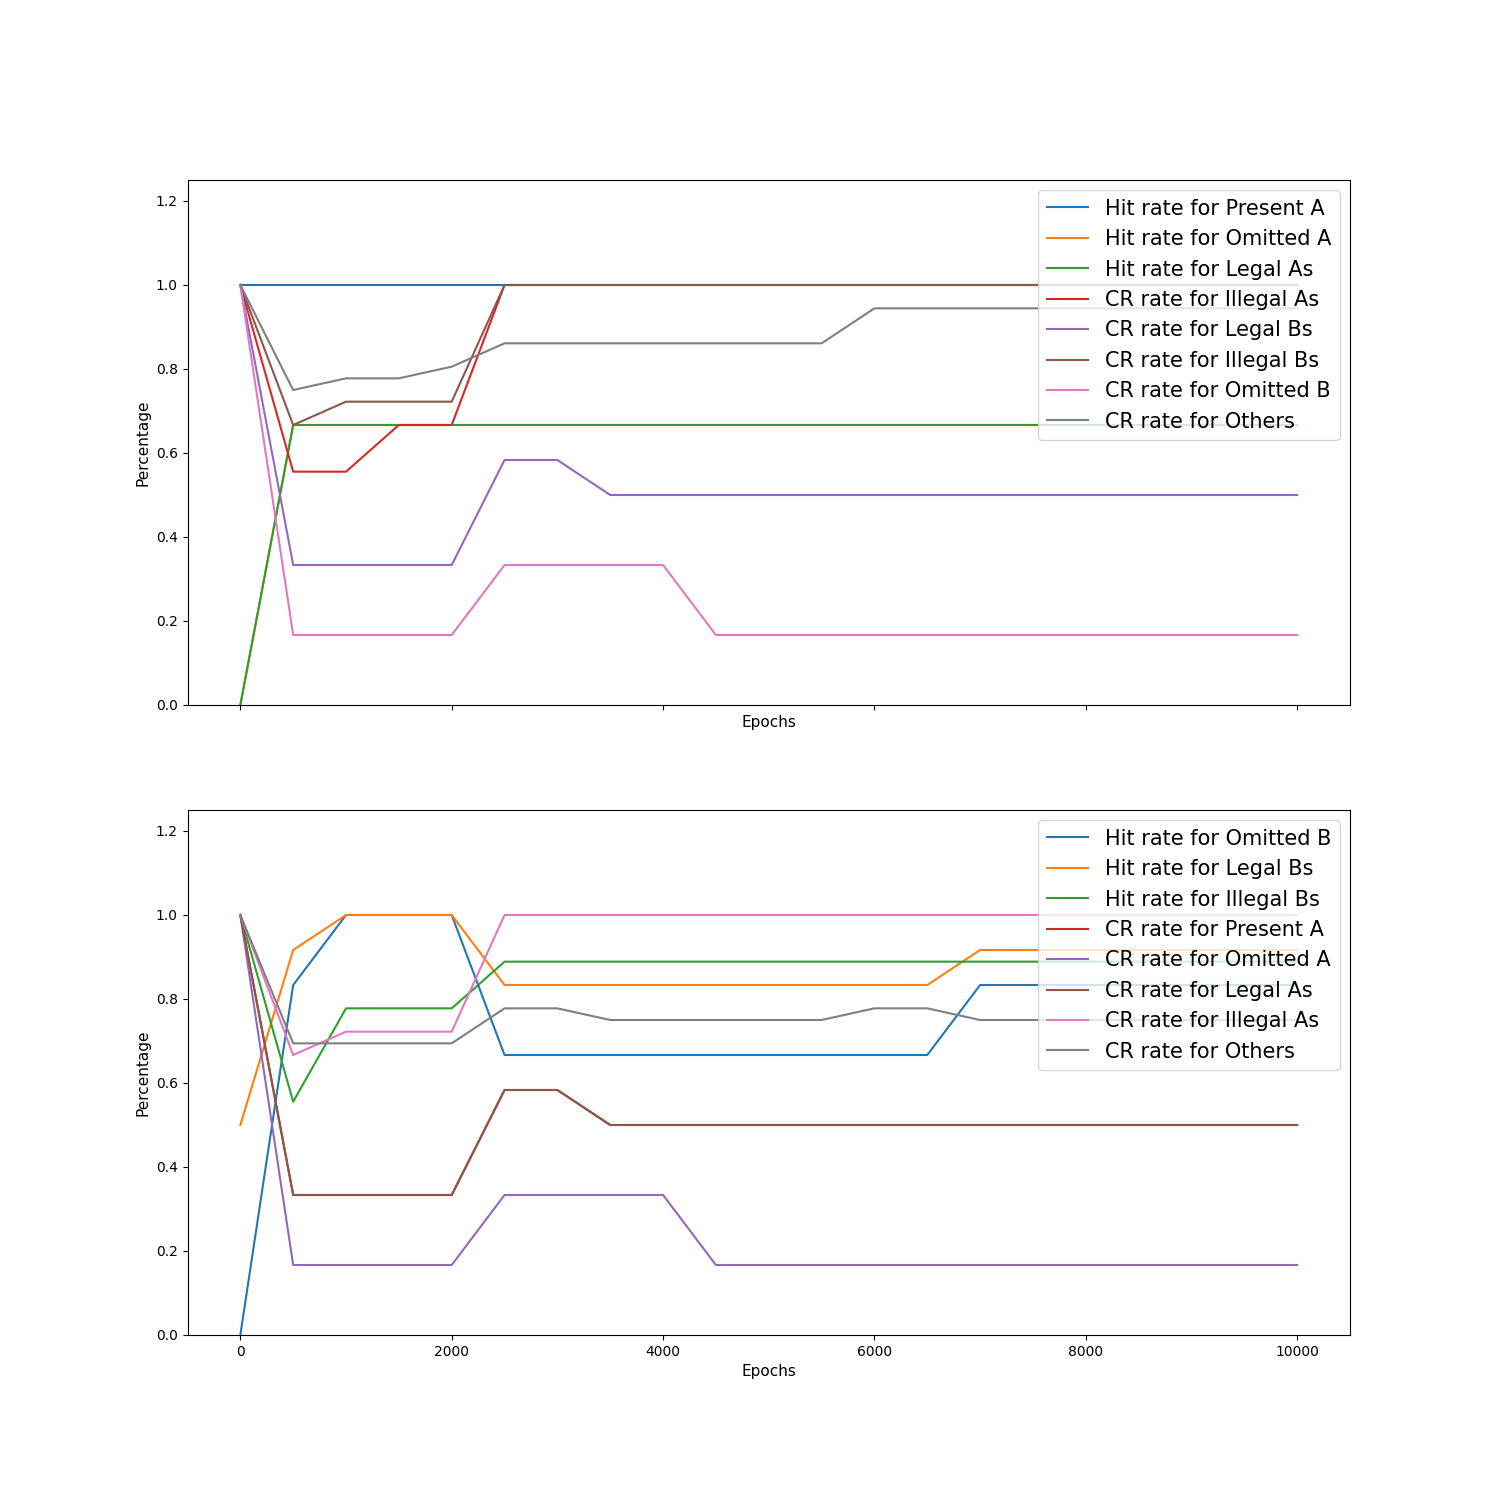 1.2
1.0
0.8
0.6
0.4
0.2
0.0
Percentage
Hit rate for Present A
Hit rate for Omitted A
Hit rate for Legal As
CR rate for Illegal As
CR rate for Legal Bs
CR rate for Illegal Bs
CR rate for Omitted B
CR rate for Others
Epochs
1.2
1.0
0.8
0.6
0.4
0.2
0.0
Percentage
Hit rate for Omitted B
Hit rate for Legal Bs
Hit rate for Illegal Bs
CR rate for Present A
CR rate for Omitted A
CR rate for Legal As
CR rate for Illegal As
CR rate for Others
0 2000 4000 6000 8000 10000
Epochs